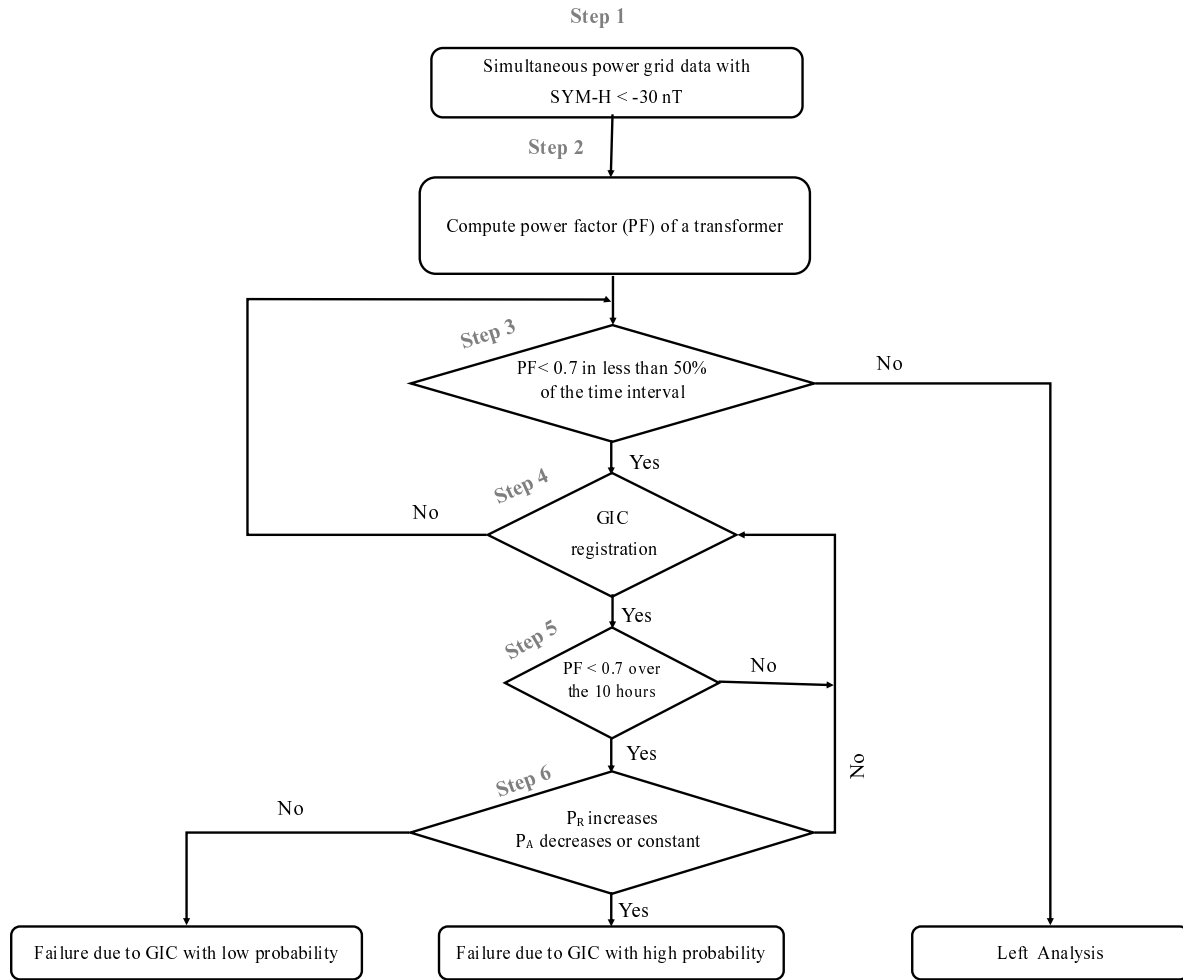 Step 1
Simultaneous power grid data with
SYM-H < -30 nT
Step 2
Compute power factor (PF) of a transformer
Step 3
PF< 0.7 in less than 50%
of the time interval
No
Yes
Step 4
GIC
registration
No
Yes
Step 5
PF < 0.7 over
the 10 hours
No
Yes
Step 6
P_R increases
P_A decreases or constant
No
No
Yes
Failure due to GIC with low probability
Failure due to GIC with high probability
Left Analysis